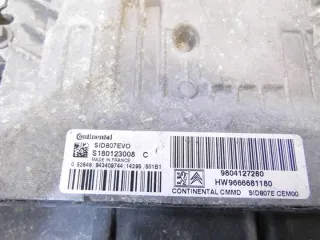 Continental
SID807EVO
S180123008 C
MADE IN FRANCE
9804127280
HW9666681180
CONTINENTAL CMMD SID807E CEM00